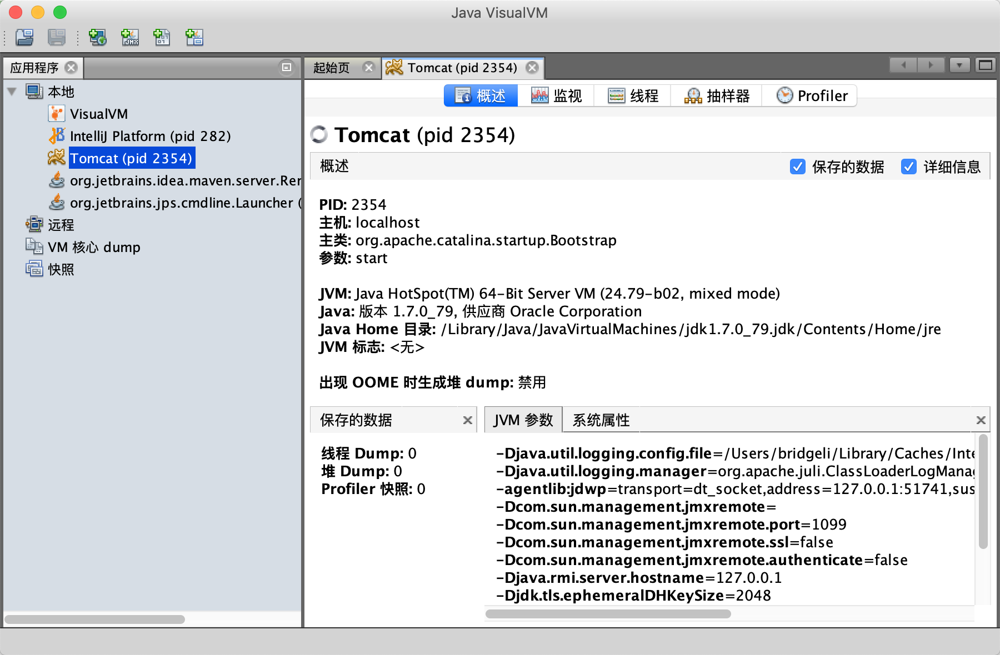 Java VisualVM
应用程序
起始页
Tomcat (pid 2354)
本地
VisualVM
IntelliJ Platform (pid 282)
Tomcat (pid 2354)
org.jetbrains.idea.maven.server.Rer
org.jetbrains.jps.cmdline.Launcher (
远程
VM 核心 dump
快照
概述
监视
线程
抽样器
Profiler
Tomcat (pid 2354)
概述
保存的数据
详细信息
PID: 2354
主机: localhost
主类: org.apache.catalina.startup.Bootstrap
参数: start
JVM: Java HotSpot(TM) 64-Bit Server VM (24.79-b02, mixed mode)
Java: 版本 1.7.0_79, 供应商 Oracle Corporation
Java Home 目录: /Library/Java/JavaVirtualMachines/jdk1.7.0_79.jdk/Contents/Home/jre
JVM 标志: <无>
出现 OOME 时生成堆 dump: 禁用
保存的数据
线程 Dump: 0
堆 Dump: 0
Profiler 快照: 0
JVM 参数
系统属性
-Djava.util.logging.config.file=/Users/bridgeli/Library/Caches/Inte
-Djava.util.logging.manager=org.apache.juli.ClassLoaderLogManag
-agentlib:jdwp=transport=dt_socket,address=127.0.0.1:51741,sus
-Dcom.sun.management.jmxremote=
-Dcom.sun.management.jmxremote.port=1099
-Dcom.sun.management.jmxremote.ssl=false
-Dcom.sun.management.jmxremote.authenticate=false
-Djava.rmi.server.hostname=127.0.0.1
-Djdk.tls.ephemeralDHKeySize=2048